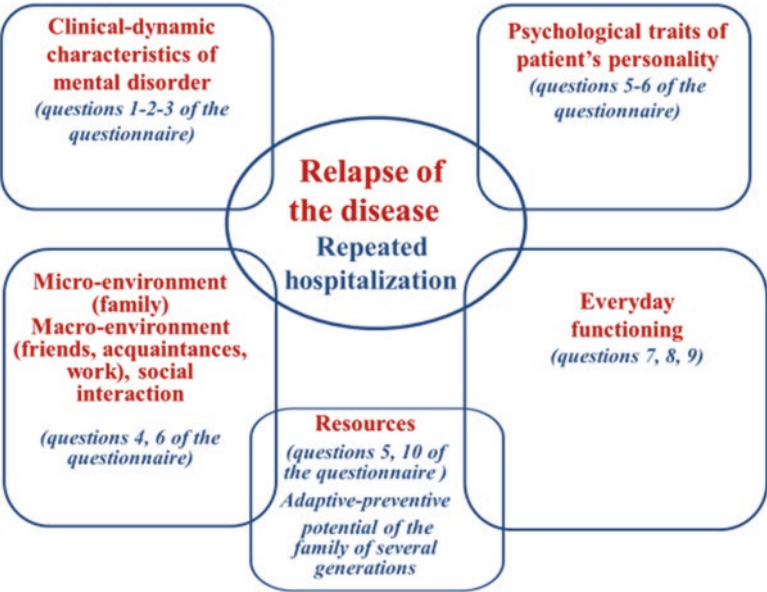 Clinical-dynamic
characteristics of
mental disorder
(questions 1-2-3 of the
questionnaire)
Psychological traits of
patient’s personality
(questions 5-6 of the
questionnaire)
Relapse of
the disease
Repeated
hospitalization
Micro-environment
(family)
Macro-environment
(friends, acquaintances,
work), social
interaction
(questions 4, 6 of the
questionnaire)
Everyday
functioning
(questions 7, 8, 9)
Resources
(questions 5, 10 of
the questionnaire )
Adaptive-preventive
potential of the
family of several
generations